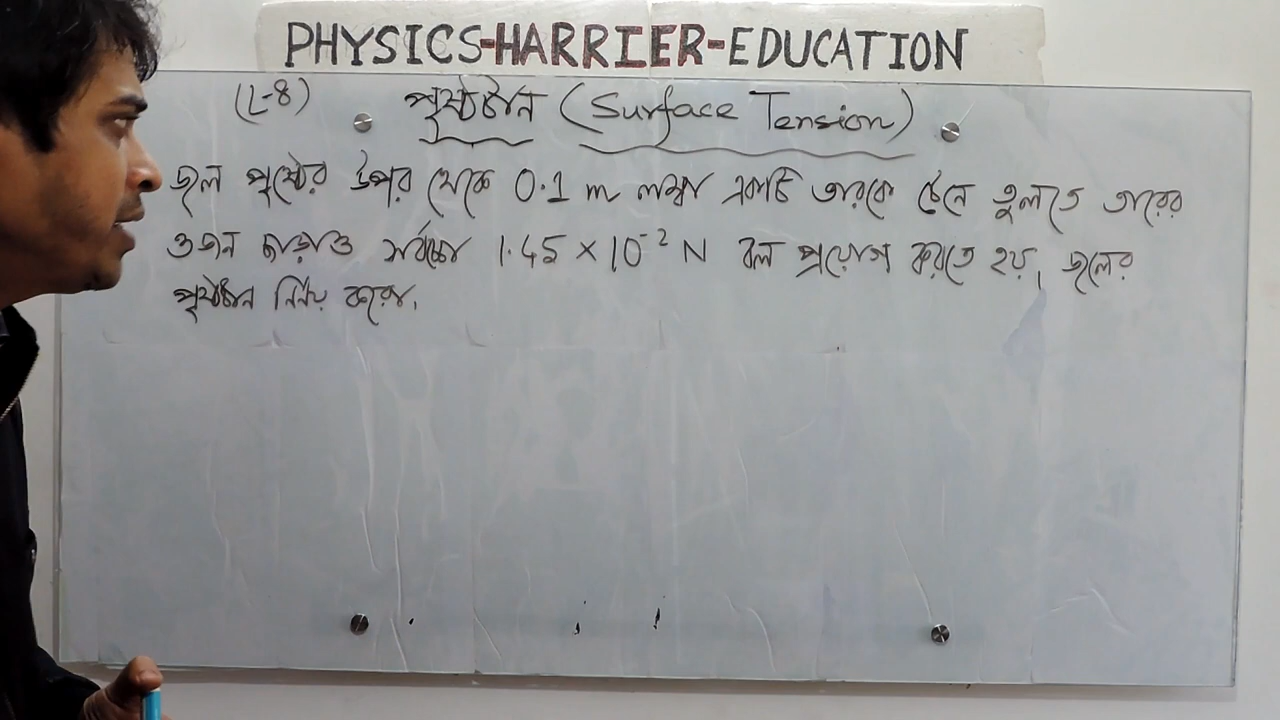 PHYSICS-HARRIER-EDUCATION
(L-8) পৃষ্ঠটান (Surface Tension)
জল পৃষ্ঠের উপর থেকে 0.1 m লম্বা একটি তারকে টেনে তুলতে তারের
ওজন ছাড়াও সর্বোচ্চ 1.45 × 10⁻² N বল প্রয়োগ করতে হয়। জলের
পৃষ্ঠটান নির্ণয় করো।